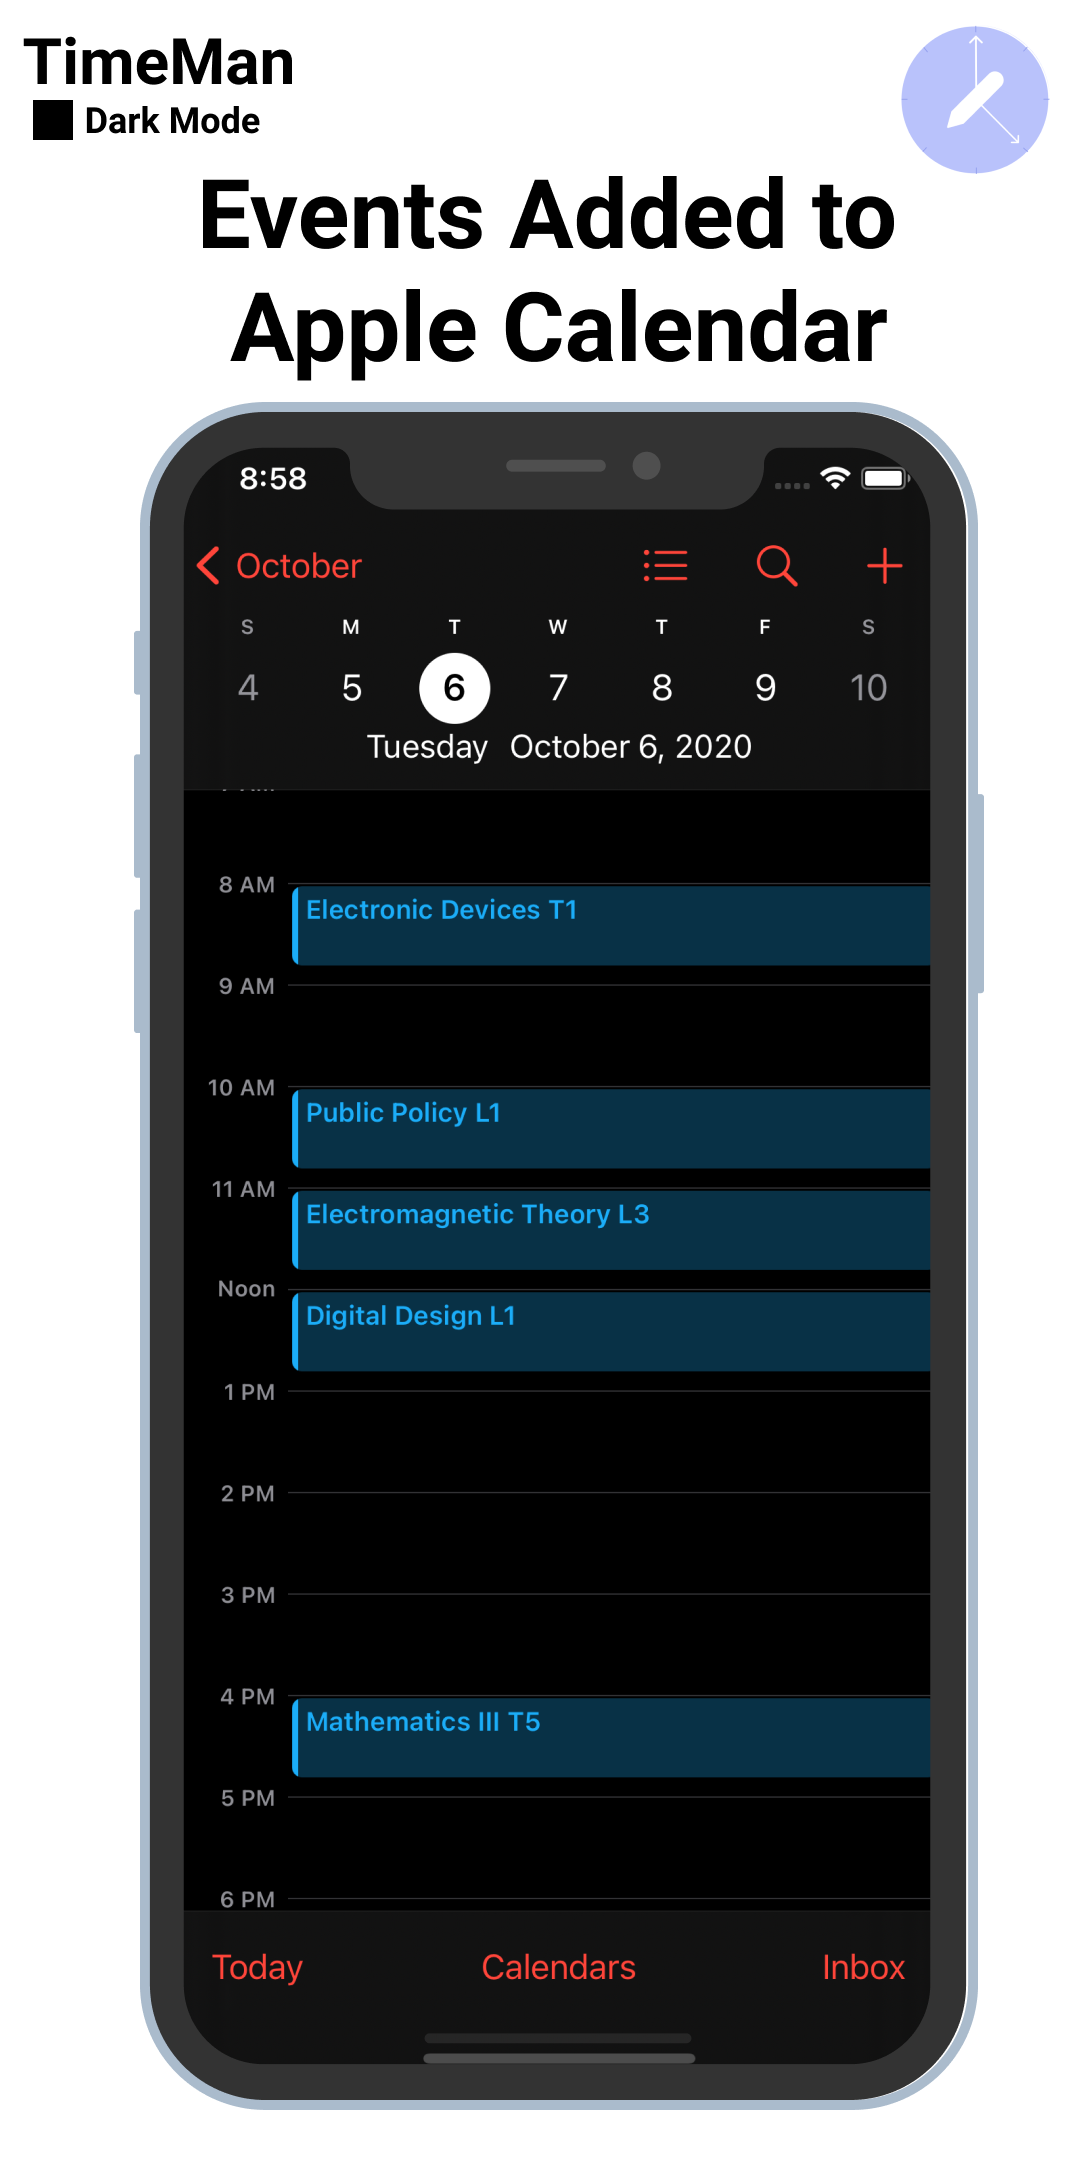 TimeMan
Dark Mode
Events Added to
Apple Calendar
8:58
October
S M T W T F S
4 5 6 7 8 9 10
Tuesday October 6, 2020
8 AM
Electronic Devices T1
9 AM
10 AM
Public Policy L1
11 AM
Electromagnetic Theory L3
Noon
Digital Design L1
1 PM
2 PM
3 PM
4 PM
Mathematics III T5
5 PM
6 PM
Today Calendars Inbox